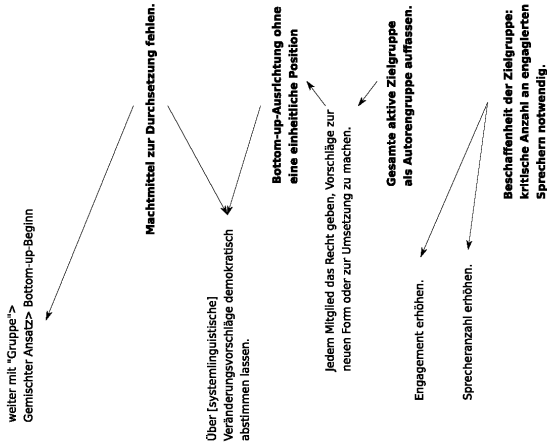 weiter mit "Gruppe">
Gemischter Ansatz> Bottom-up-Beginn
Machtmittel zur Durchsetzung fehlen.
Über [systemlinguistische]
Veränderungsvorschläge demokratisch
abstimmen lassen.
Bottom-up-Ausrichtung ohne
eine einheitliche Position
Jedem Mitglied das Recht geben, Vorschläge zur
neuen Form oder zur Umsetzung zu machen.
Gesamte aktive Zielgruppe
als Autorengruppe auffassen.
Engagement erhöhen.
Sprecheranzahl erhöhen.
Beschaffenheit der Zielgruppe:
kritische Anzahl an engagierten
Sprechern notwendig.